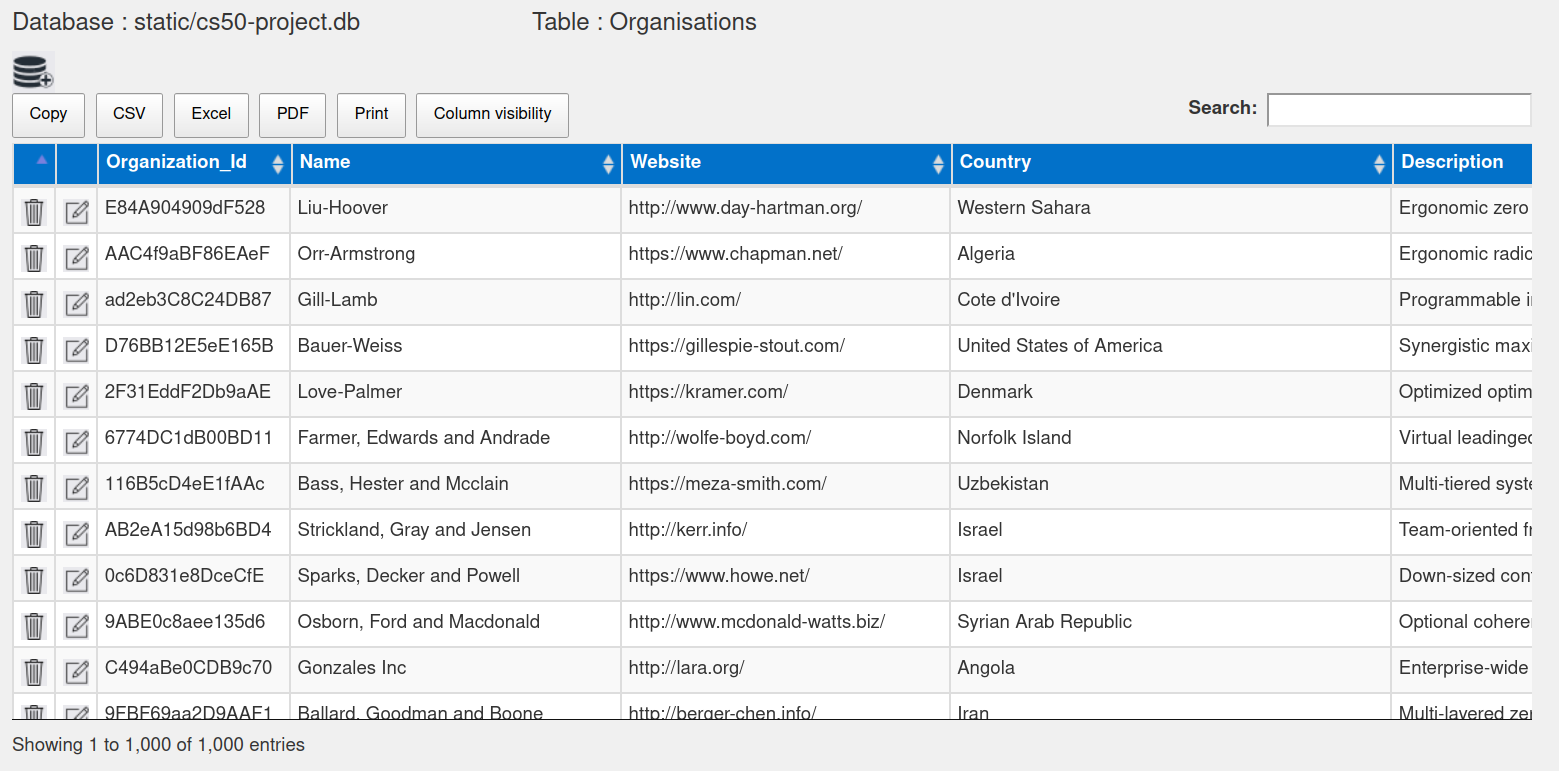 Database : static/cs50-project.db Table : Organisations
Copy CSV Excel PDF Print Column visibility Search:
Organization_Id Name Website Country Description
E84A904909dF528 Liu-Hoover http://www.day-hartman.org/ Western Sahara Ergonomic zero
AAC4f9aBF86EAeF Orr-Armstrong https://www.chapman.net/ Algeria Ergonomic radic
ad2eb3C8C24DB87 Gill-Lamb http://lin.com/ Cote d'Ivoire Programmable i
D76BB12E5eE165B Bauer-Weiss https://gillespie-stout.com/ United States of America Synergistic maxi
2F31EddF2Db9aAE Love-Palmer https://kramer.com/ Denmark Optimized optim
6774DC1dB00BD11 Farmer, Edwards and Andrade http://wolfe-boyd.com/ Norfolk Island Virtual leadinged
116B5cD4eE1fAAc Bass, Hester and Mcclain https://meza-smith.com/ Uzbekistan Multi-tiered syste
AB2eA15d98b6BD4 Strickland, Gray and Jensen http://kerr.info/ Israel Team-oriented fr
0c6D831e8DceCfE Sparks, Decker and Powell https://www.howe.net/ Israel Down-sized con
9ABE0c8aee135d6 Osborn, Ford and Macdonald http://www.mcdonald-watts.biz/ Syrian Arab Republic Optional cohere
C494aBe0CDB9c70 Gonzales Inc http://lara.org/ Angola Enterprise-wide
9FBF69aa2D9AAF1 Ballard, Goodman and Boone http://berger-chen.info/ Iran Multi-layered zer
Showing 1 to 1,000 of 1,000 entries